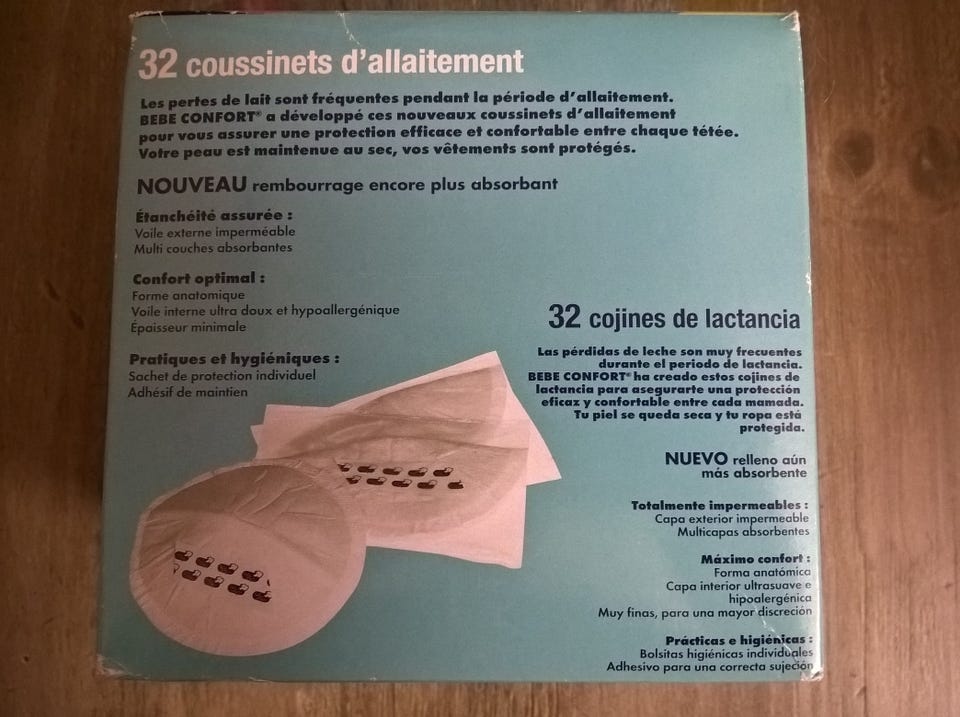 32 coussinets d'allaitement
Les pertes de lait sont fréquentes pendant la période d'allaitement.
BEBE CONFORT® a développé ces nouveaux coussinets d'allaitement
pour vous assurer une protection efficace et confortable entre chaque tétée.
Votre peau est maintenue au sec, vos vêtements sont protégés.
NOUVEAU rembourrage encore plus absorbant
Étanchéité assurée :
Voile externe imperméable
Multi couches absorbantes
Confort optimal :
Forme anatomique
Voile interne ultra doux et hypoallergénique
Épaisseur minimale
Pratiques et hygiéniques :
Sachet de protection individuel
Adhésif de maintien
32 cojines de lactancia
Las pérdidas de leche son muy frecuentes
durante el periodo de lactancia.
BEBE CONFORT® ha creado estos cojines de
lactancia para asegurarte una protección
eficaz y confortable entre cada mamada.
Tu piel se queda seca y tu ropa está
protegida.
NUEVO relleno aún
más absorbente
Totalmente impermeables :
Capa exterior impermeable
Multicapas absorbentes
Máximo confort :
Forma anatómica
Capa interior ultrasuave e
hipoalergénica
Muy finas, para una mayor discreción
Prácticas e higiénicas :
Bolsitas higiénicas individuales
Adhesivo para una correcta sujeción